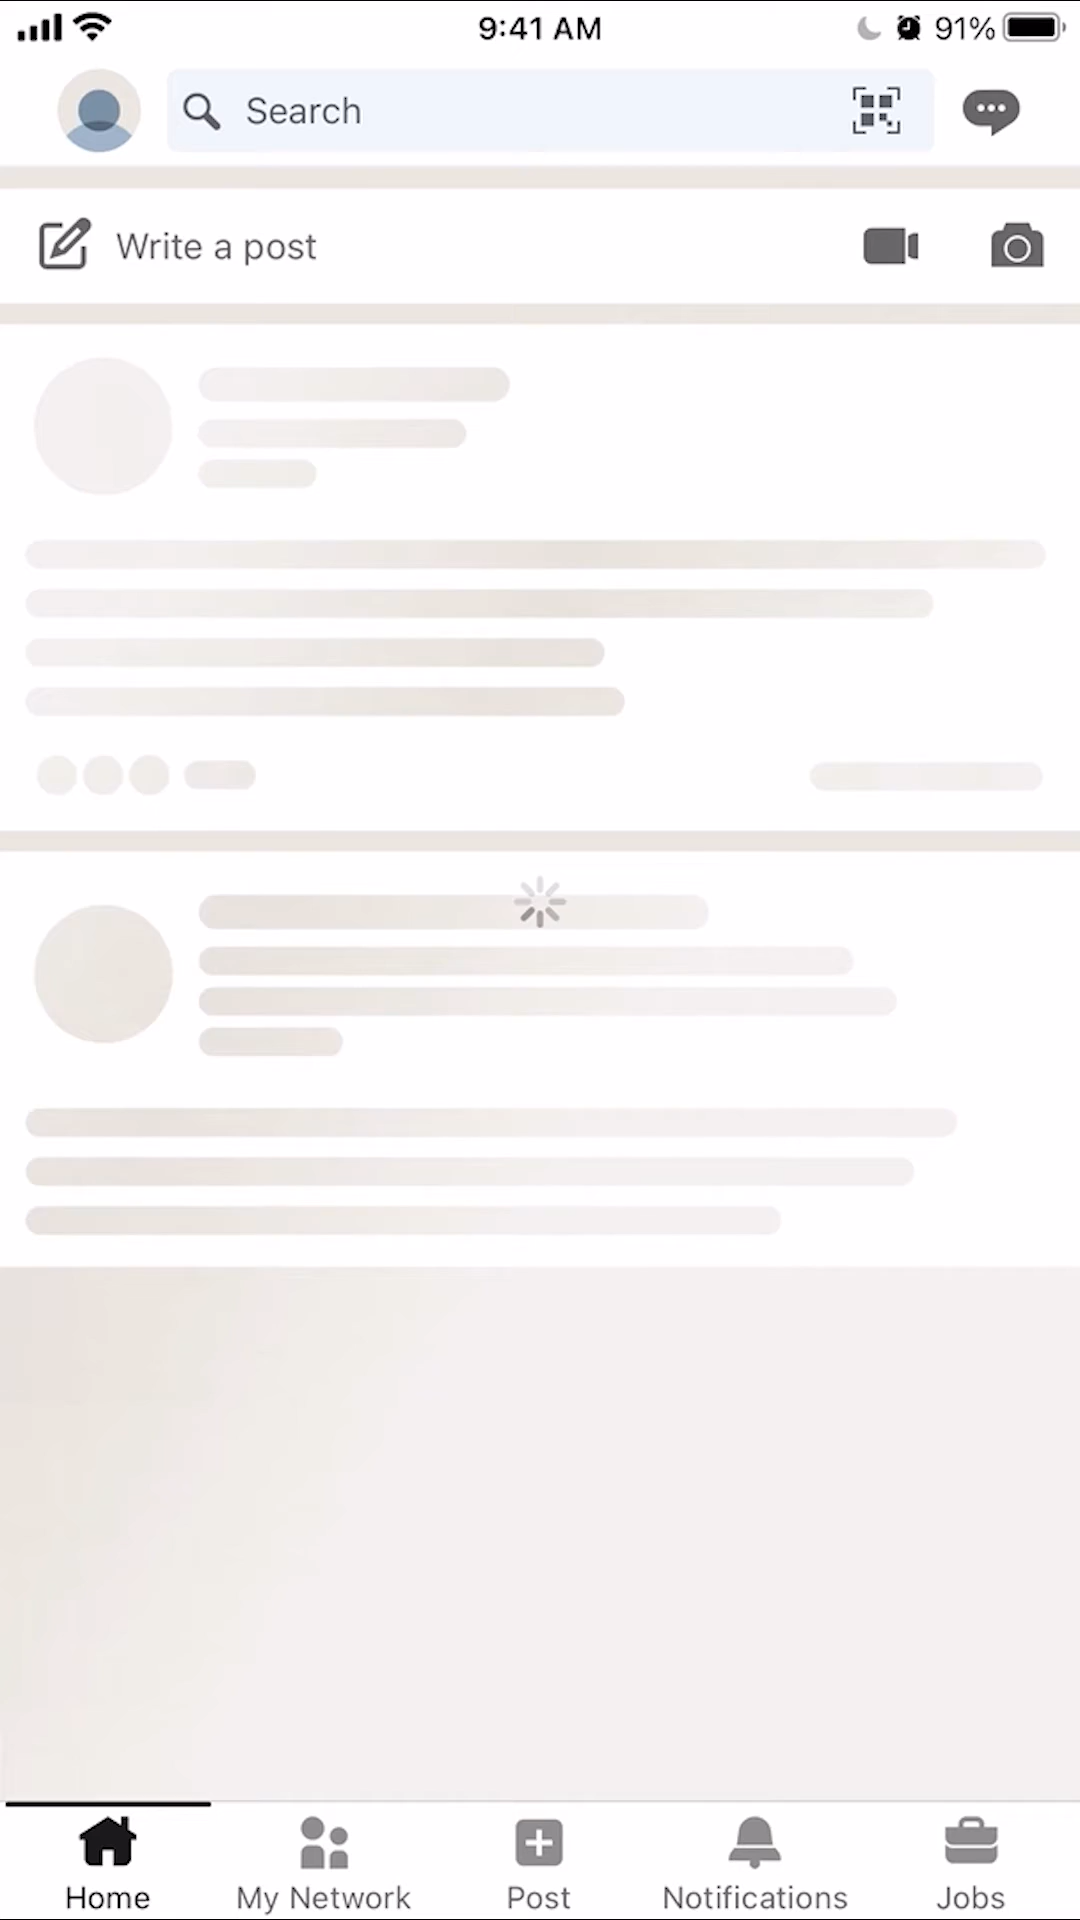 9:41 AM
91%
Search
Write a post
Home
My Network
Post
Notifications
Jobs